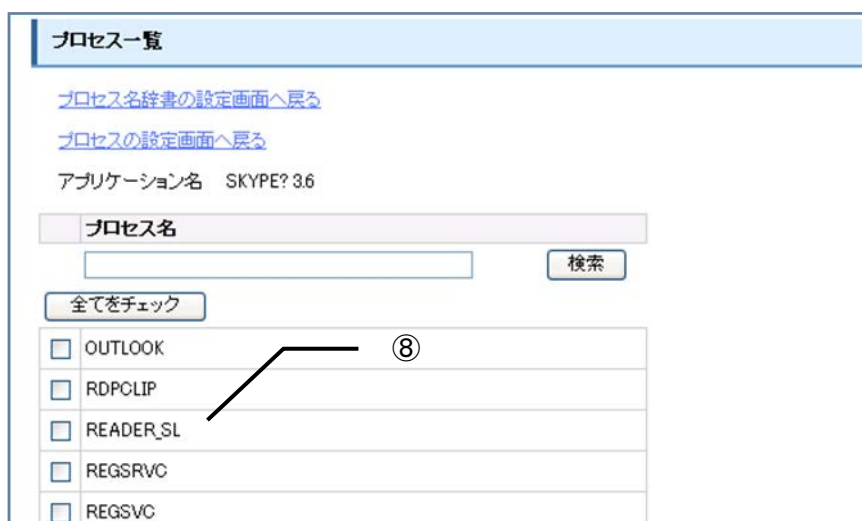 プロセス一覧
プロセス名辞書の設定画面へ戻る
プロセスの設定画面へ戻る
アプリケーション名 SKYPE? 3.6
プロセス名
検索
全てをチェック
OUTLOOK ⑧
RDPCLIP
READER_SL
REGSRVC
REGSVC